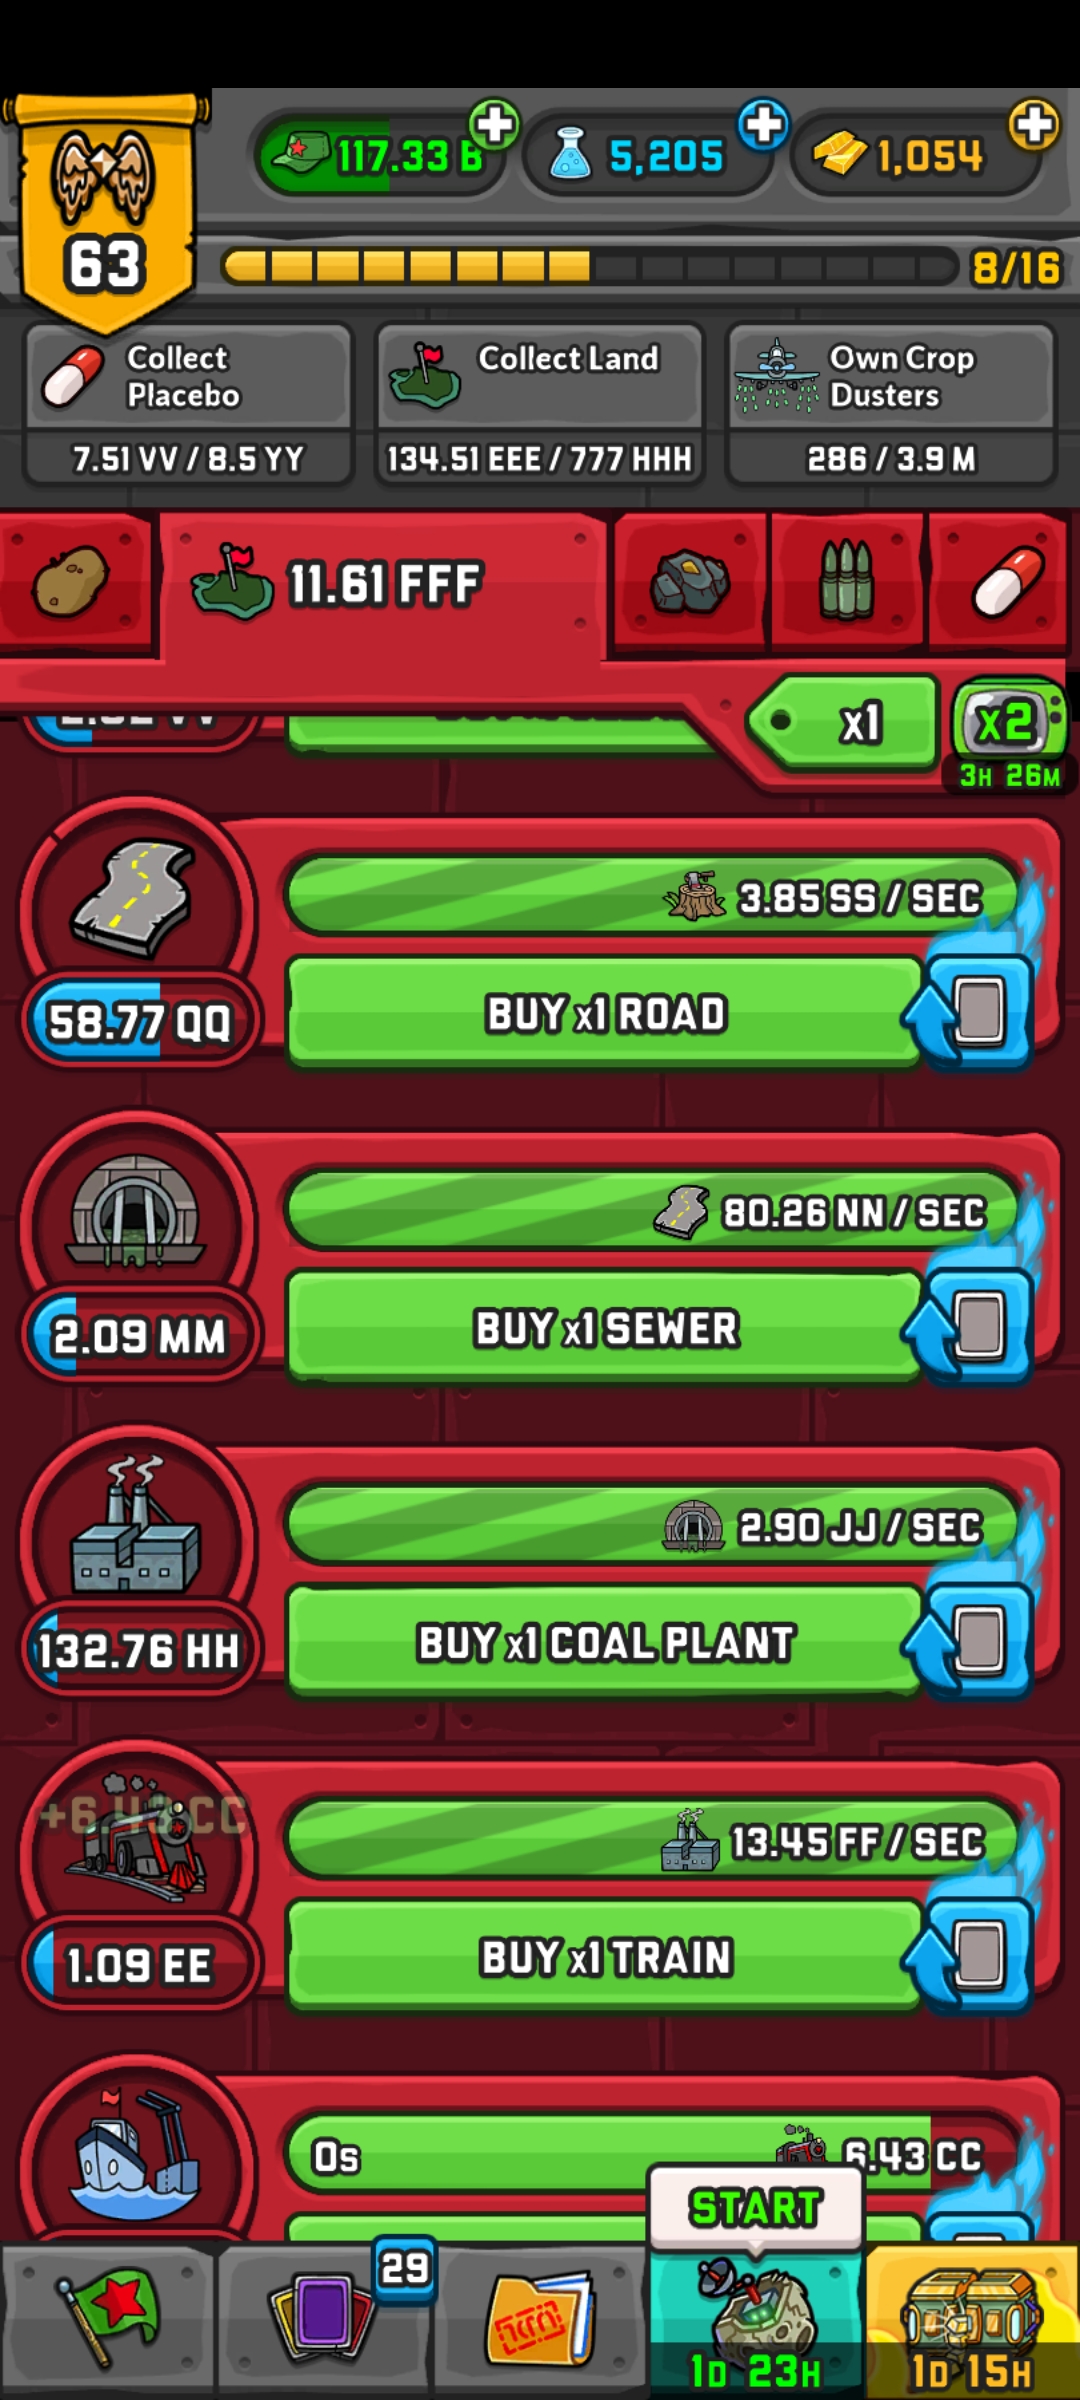 117.33 B
5,205
1,054
63
8/16
Collect
Placebo
7.51 VV / 8.5 YY
Collect Land
134.51 EEE / 777 HHH
Own Crop
Dusters
286 / 3.9 M
11.61 FFF
x1
x2
3H 26M
3.85 SS / SEC
58.77 QQ
BUY x1 ROAD
80.26 NN / SEC
2.09 MM
BUY x1 SEWER
2.90 JJ / SEC
132.76 HH
BUY x1 COAL PLANT
+6.43 CC
13.45 FF / SEC
1.09 EE
BUY x1 TRAIN
0s
6.43 CC
START
29
1D 23H
1D 15H